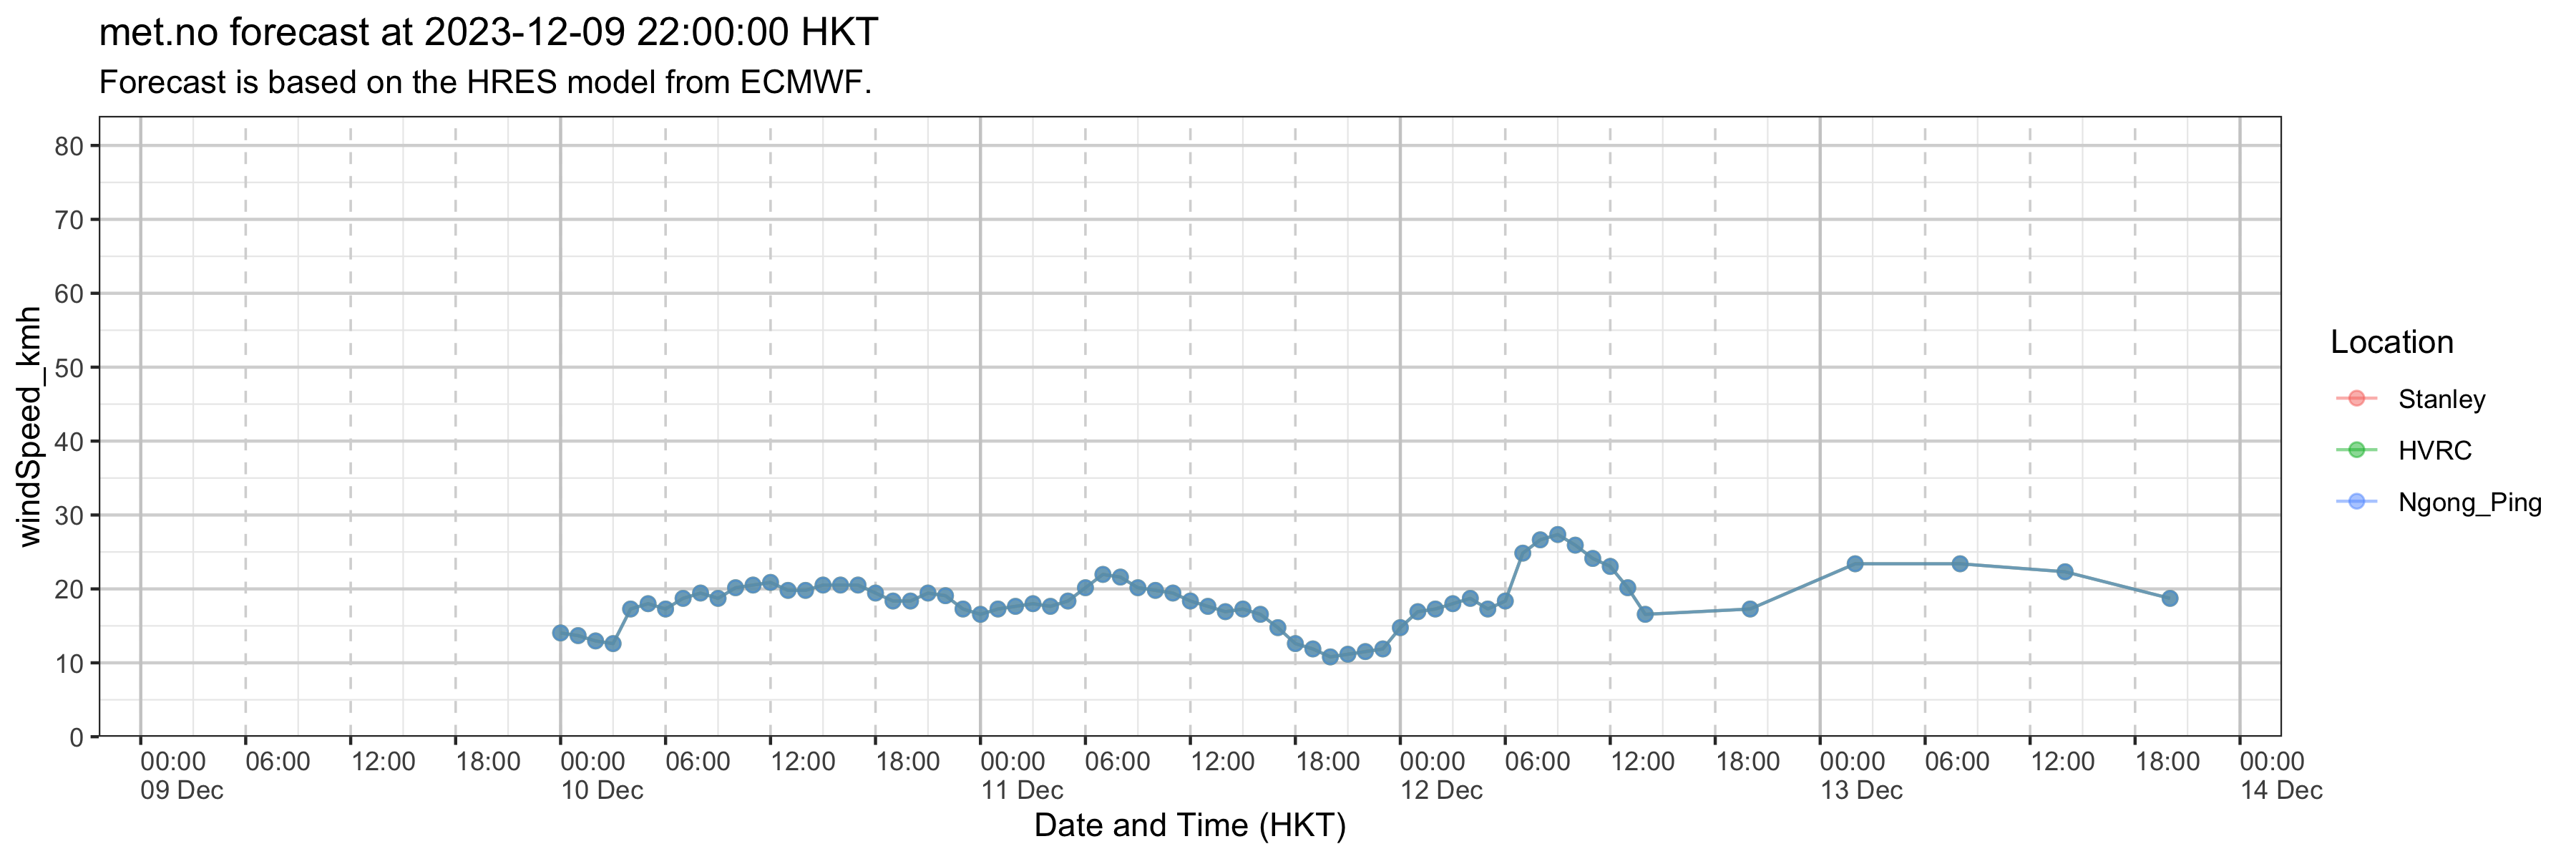 met.no forecast at 2023-12-09 22:00:00 HKT
Forecast is based on the HRES model from ECMWF.
80
70
60
50
40
30
20
10
0
windSpeed_kmh
00:00 06:00 12:00 18:00 00:00 06:00 12:00 18:00 00:00 06:00 12:00 18:00 00:00 06:00 12:00 18:00 00:00 06:00 12:00 18:00 00:00
09 Dec 10 Dec 11 Dec 12 Dec 13 Dec 14 Dec
Date and Time (HKT)
Location
Stanley
HVRC
Ngong_Ping